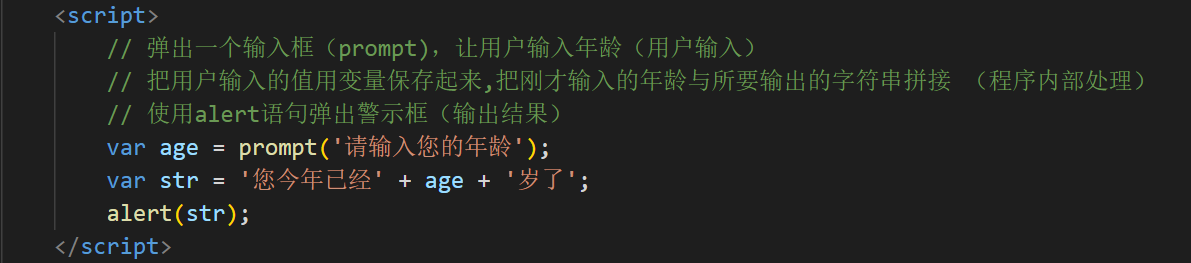 <script>
// 弹出一个输入框（prompt)，让用户输入年龄（用户输入）
// 把用户输入的值用变量保存起来,把刚才输入的年龄与所要输出的字符串拼接 （程序内部处理）
// 使用alert语句弹出警示框（输出结果）
var age = prompt('请输入您的年龄');
var str = '您今年已经' + age + '岁了';
alert(str);
</script>